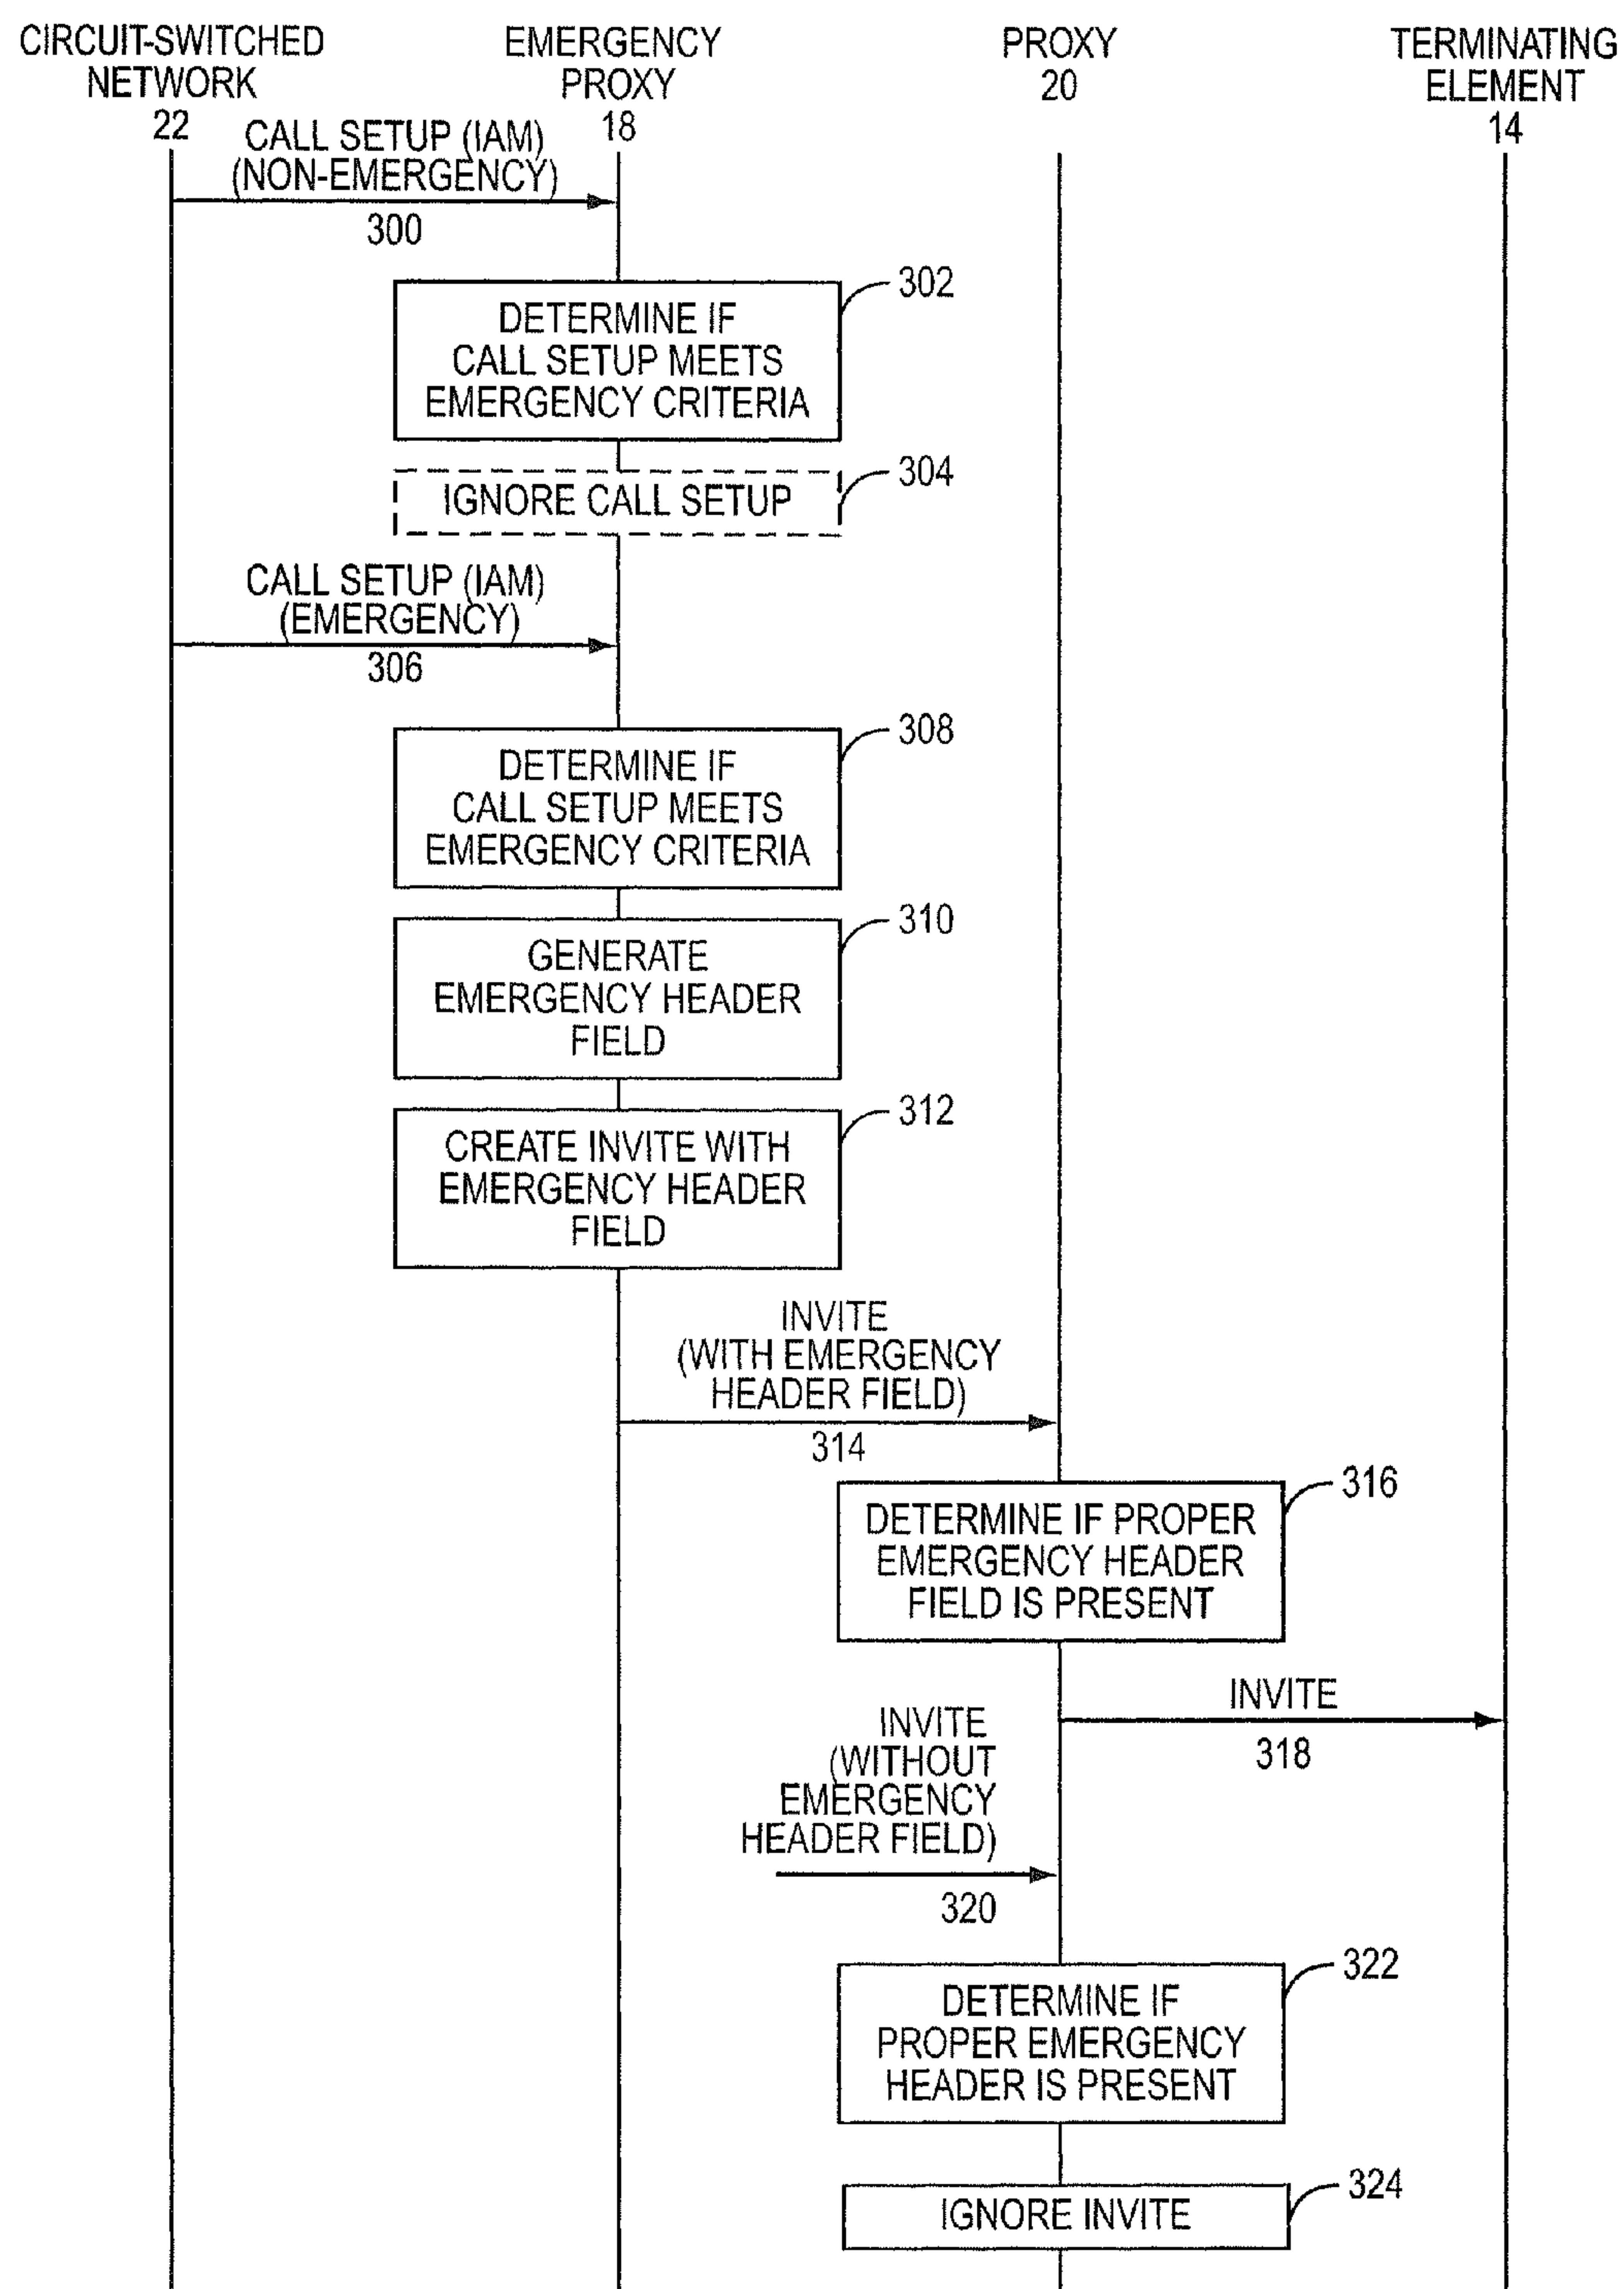 CIRCUIT-SWITCHED
NETWORK
22
EMERGENCY
PROXY
18
PROXY
20
TERMINATING
ELEMENT
14
CALL SETUP (IAM)
(NON-EMERGENCY)
300
302
DETERMINE IF
CALL SETUP MEETS
EMERGENCY CRITERIA
304
IGNORE CALL SETUP
CALL SETUP (IAM)
(EMERGENCY)
306
308
DETERMINE IF
CALL SETUP MEETS
EMERGENCY CRITERIA
310
GENERATE
EMERGENCY HEADER
FIELD
312
CREATE INVITE WITH
EMERGENCY HEADER
FIELD
INVITE
(WITH EMERGENCY
HEADER FIELD)
314
316
DETERMINE IF PROPER
EMERGENCY HEADER
FIELD IS PRESENT
INVITE
318
INVITE
(WITHOUT
EMERGENCY
HEADER FIELD)
320
322
DETERMINE IF
PROPER EMERGENCY
HEADER IS PRESENT
324
IGNORE INVITE